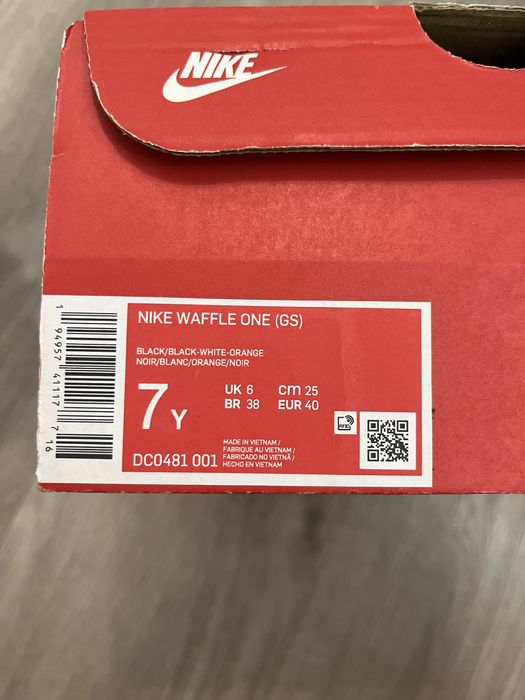 NIKE
NIKE WAFFLE ONE (GS)
BLACK/BLACK-WHITE-ORANGE
NOIR/BLANC/ORANGE/NOIR
7Y
UK 6 cm 25
BR 38 EUR 40
RFID
DC0481 001
MADE IN VIETNAM /
FABRIQUE AU VIETNAM /
FABRICADO NO VIETNÃ /
HECHO EN VIETNAM
1 94957 41117 7 16